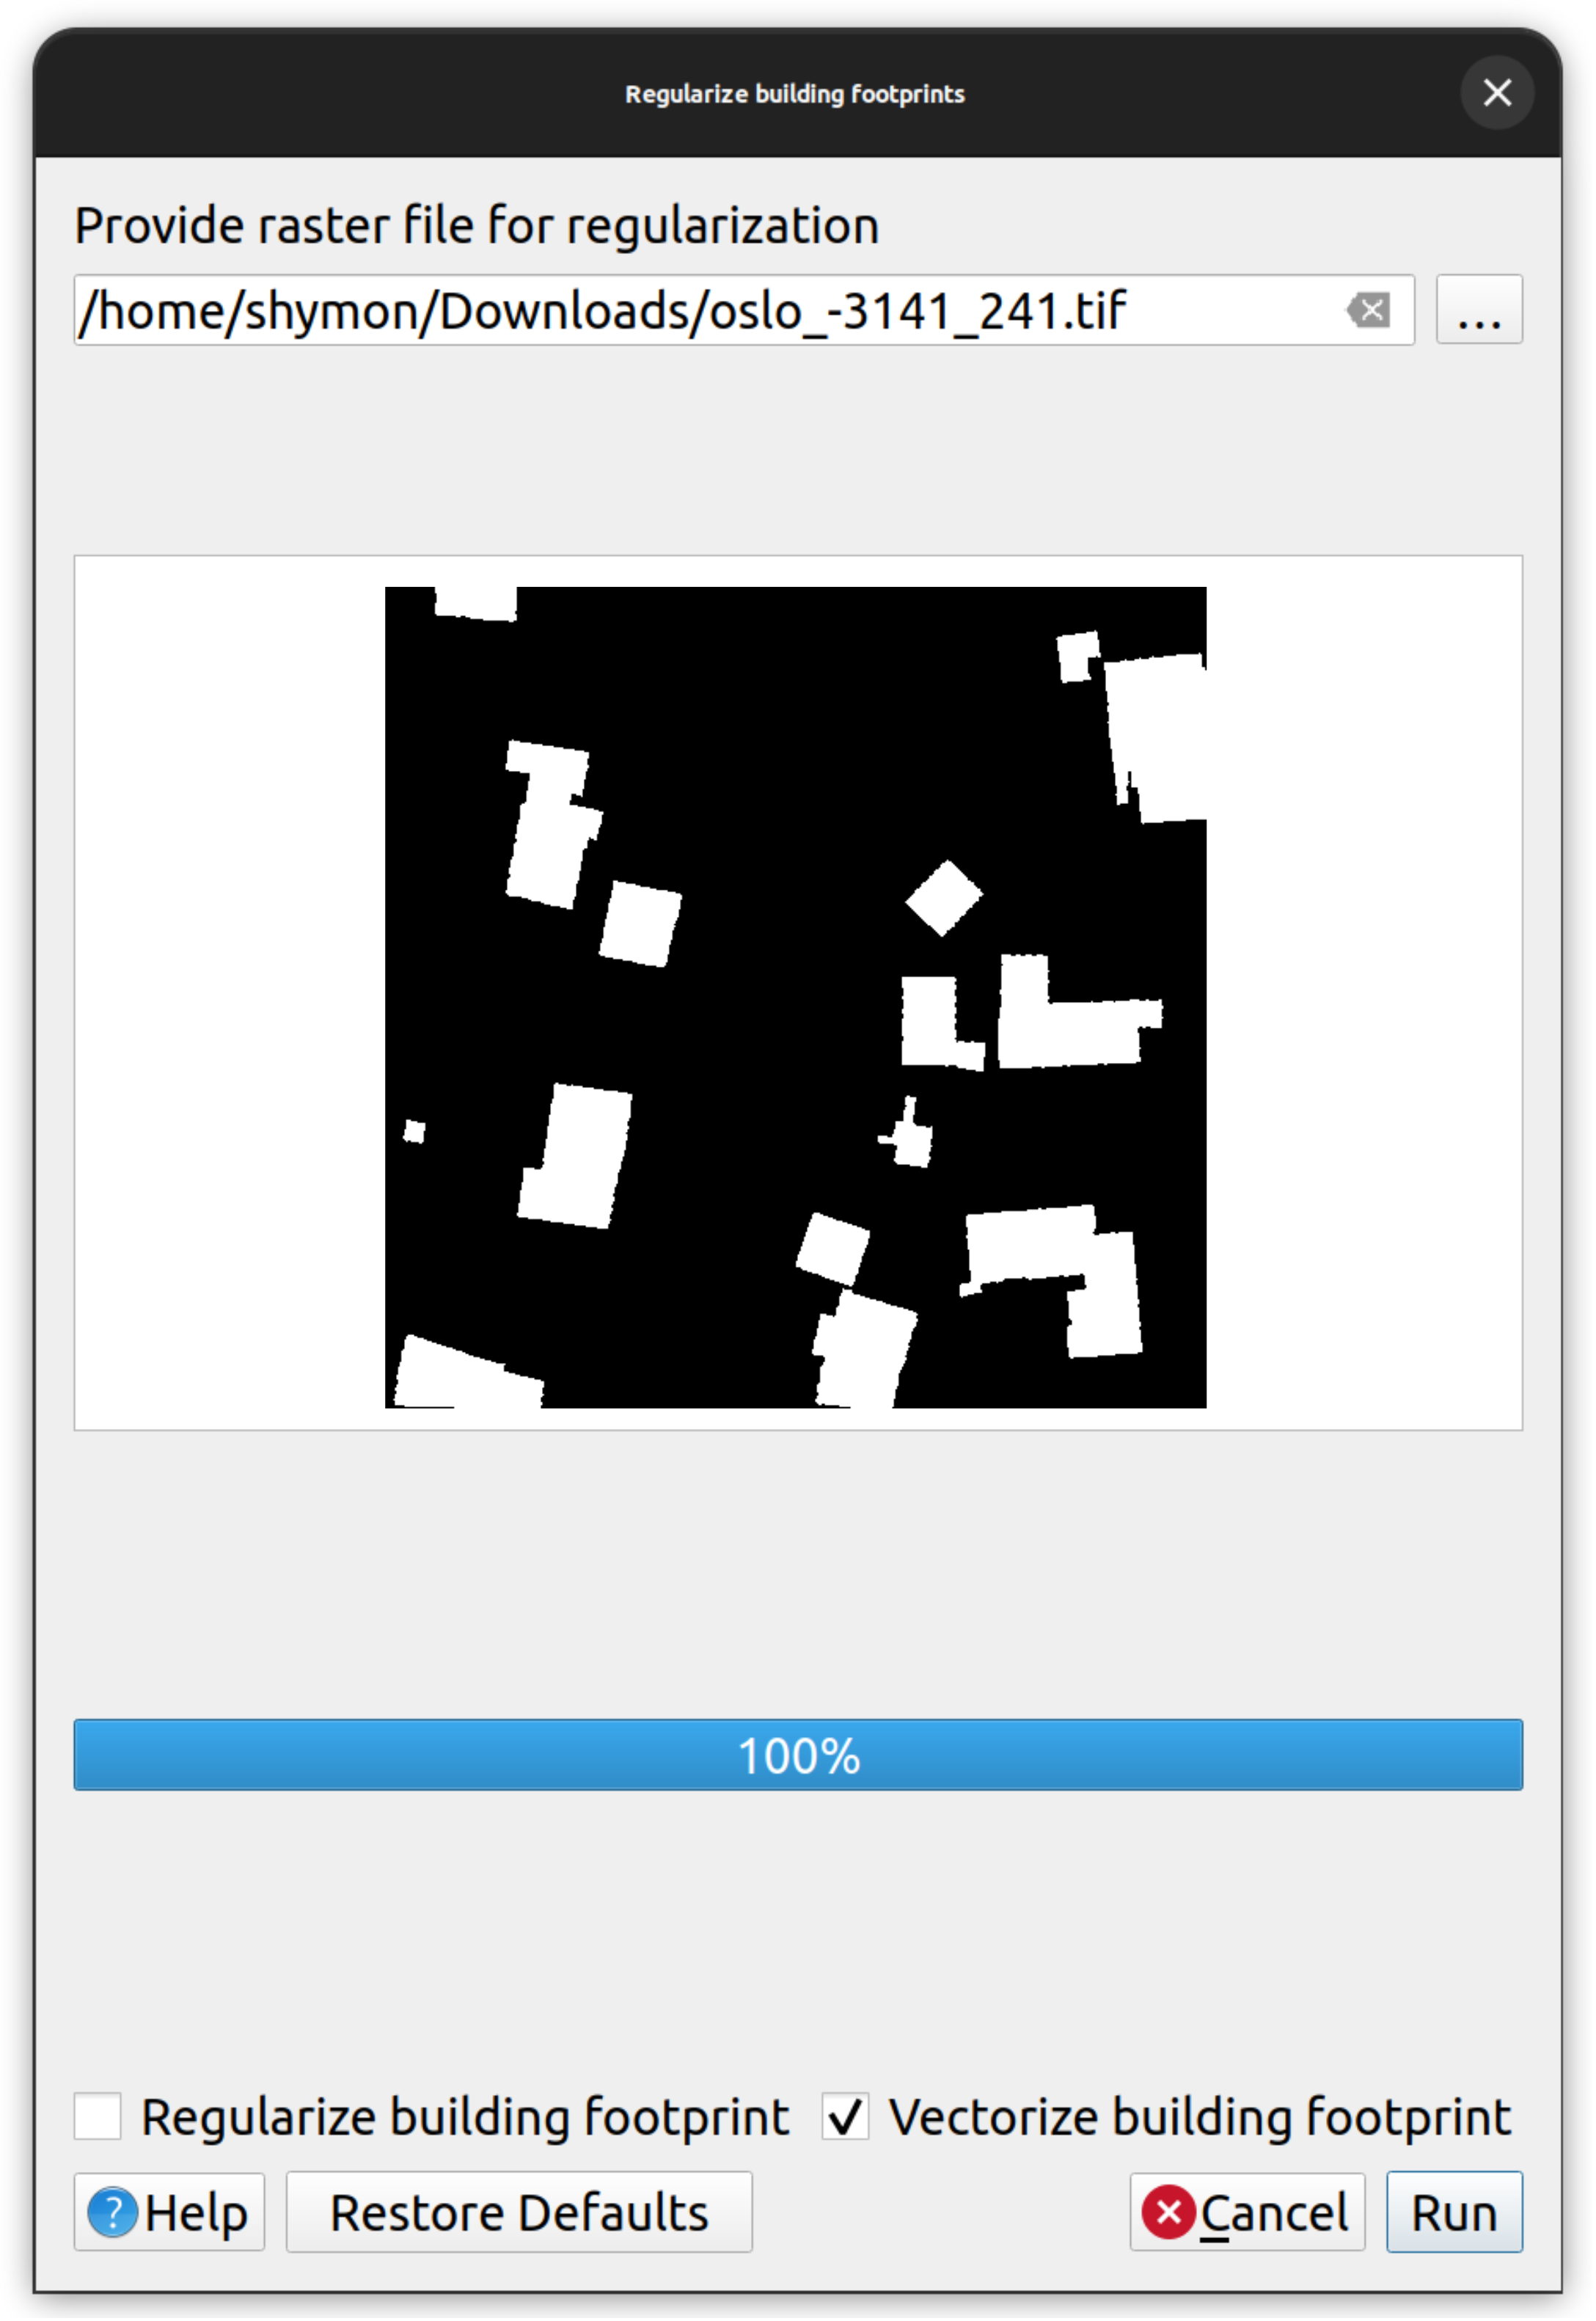 Regularize building footprints
Provide raster file for regularization
/home/shymon/Downloads/oslo_-3141_241.tif
...
100%
Regularize building footprint Vectorize building footprint
Help Restore Defaults Cancel Run